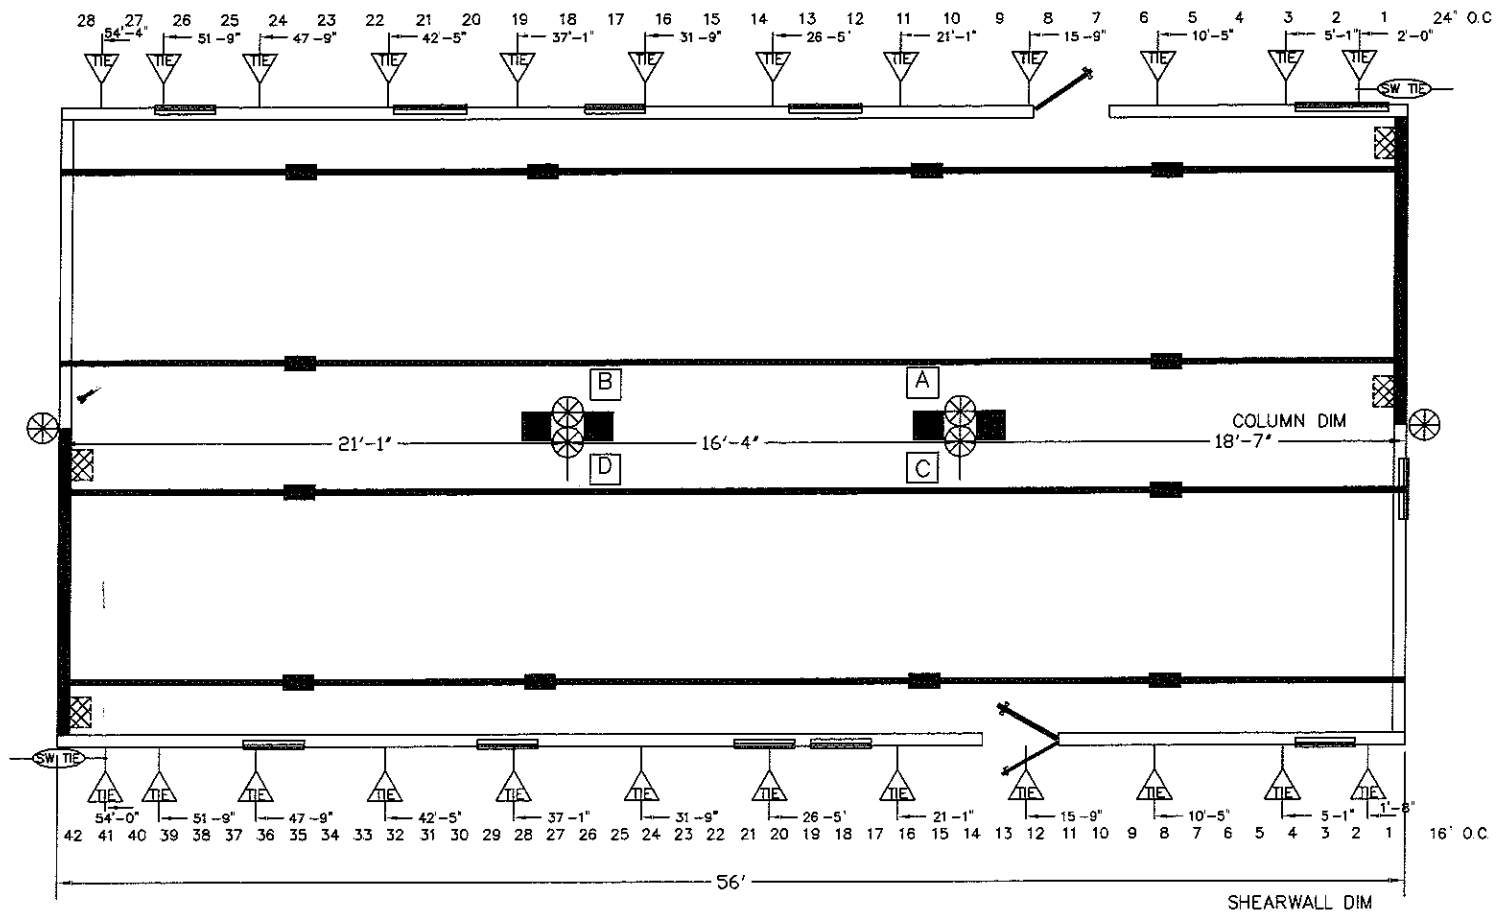 28 27 26 25 24 23 22 21 20 19 18 17 16 15 14 13 12 11 10 9 8 7 6 5 4 3 2 1 24" O.C
54'-4" 51-9" 47-9" 42'-5" 37'-1" 31-9" 26-5' 21'-1" 15-9" 10'-5" 5'-1" 2'-0"
TIE TIE TIE TIE TIE TIE TIE TIE TIE TIE TIE TIE
SW TIE
B A
COLUMN DIM
21'-1" 16'-4" 18'-7"
D C
SW TIE
TIE TIE TIE TIE TIE TIE TIE TIE TIE TIE TIE TIE
54'-0" 51-9" 47-9" 42'-5" 37-1" 31-9" 26-5' 21-1" 15-9" 10'-5" 5-1" 1'-8"
42 41 40 39 38 37 36 35 34 33 32 31 30 29 28 27 26 25 24 23 22 21 20 19 18 17 16 15 14 13 12 11 10 9 8 7 6 5 4 3 2 1 16' O.C.
56'
SHEARWALL DIM